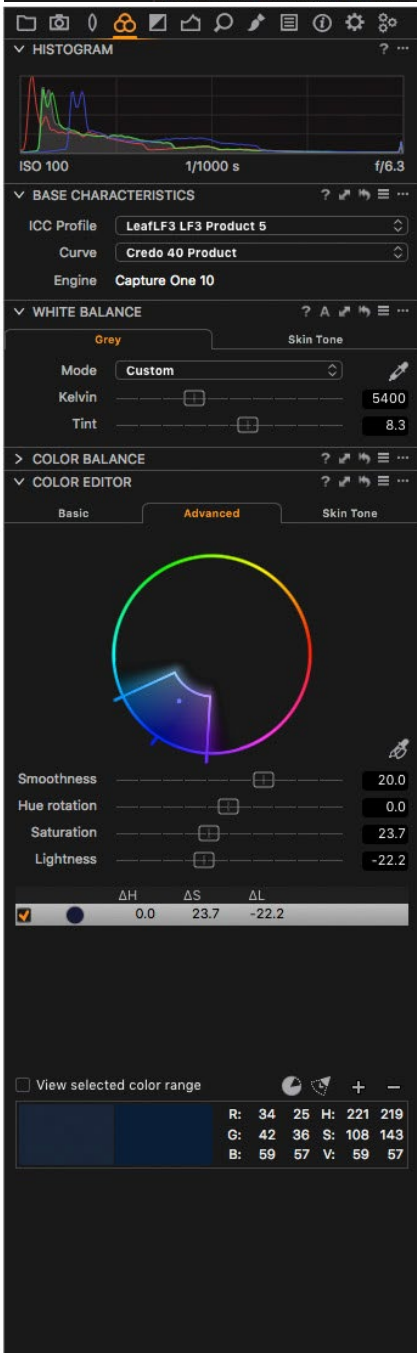 HISTOGRAM ? ...
ISO 100 1/1000 s f/6.3
BASE CHARACTERISTICS ?
ICC Profile LeafLF3 LF3 Product 5
Curve Credo 40 Product
Engine Capture One 10
WHITE BALANCE ? A
Grey Skin Tone
Mode Custom
Kelvin 5400
Tint 8.3
COLOR BALANCE ?
COLOR EDITOR ?
Basic Advanced Skin Tone
Smoothness 20.0
Hue rotation 0.0
Saturation 23.7
Lightness -22.2
ΔH ΔS ΔL
0.0 23.7 -22.2
View selected color range + −
R: 34 25 H: 221 219
G: 42 36 S: 108 143
B: 59 57 V: 59 57